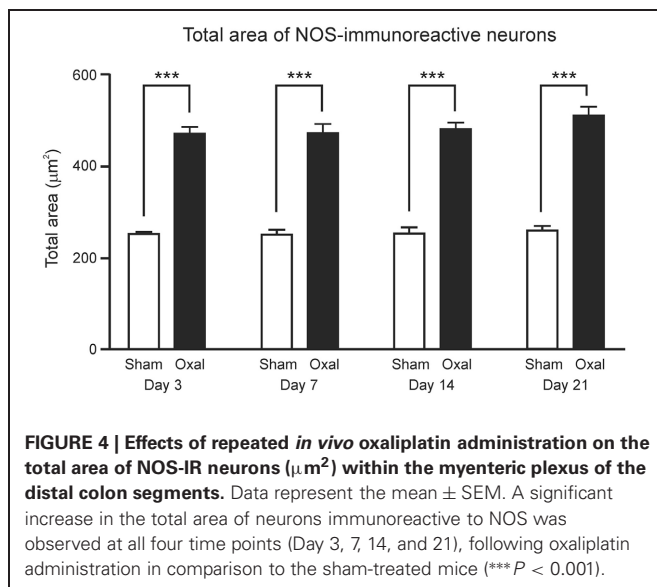 Total area of NOS-immunoreactive neurons
*** *** *** ***
600
400
200
0
Total area (μm²)
Sham Oxal Sham Oxal Sham Oxal Sham Oxal
Day 3 Day 7 Day 14 Day 21
FIGURE 4 | Effects of repeated in vivo oxaliplatin administration on the
total area of NOS-IR neurons (μm²) within the myenteric plexus of the
distal colon segments. Data represent the mean ± SEM. A significant
increase in the total area of neurons immunoreactive to NOS was
observed at all four time points (Day 3, 7, 14, and 21), following oxaliplatin
administration in comparison to the sham-treated mice (***P < 0.001).